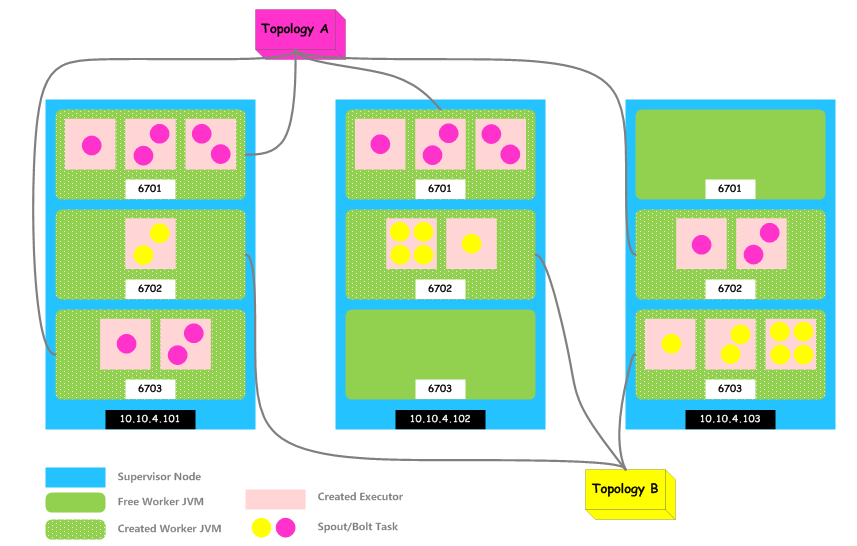 Topology A
6701
6701
6701
6702
6702
6702
6703
6703
6703
10.10.4.101
10.10.4.102
10.10.4.103
Topology B
Supervisor Node
Free Worker JVM
Created Worker JVM
Created Executor
Spout/Bolt Task